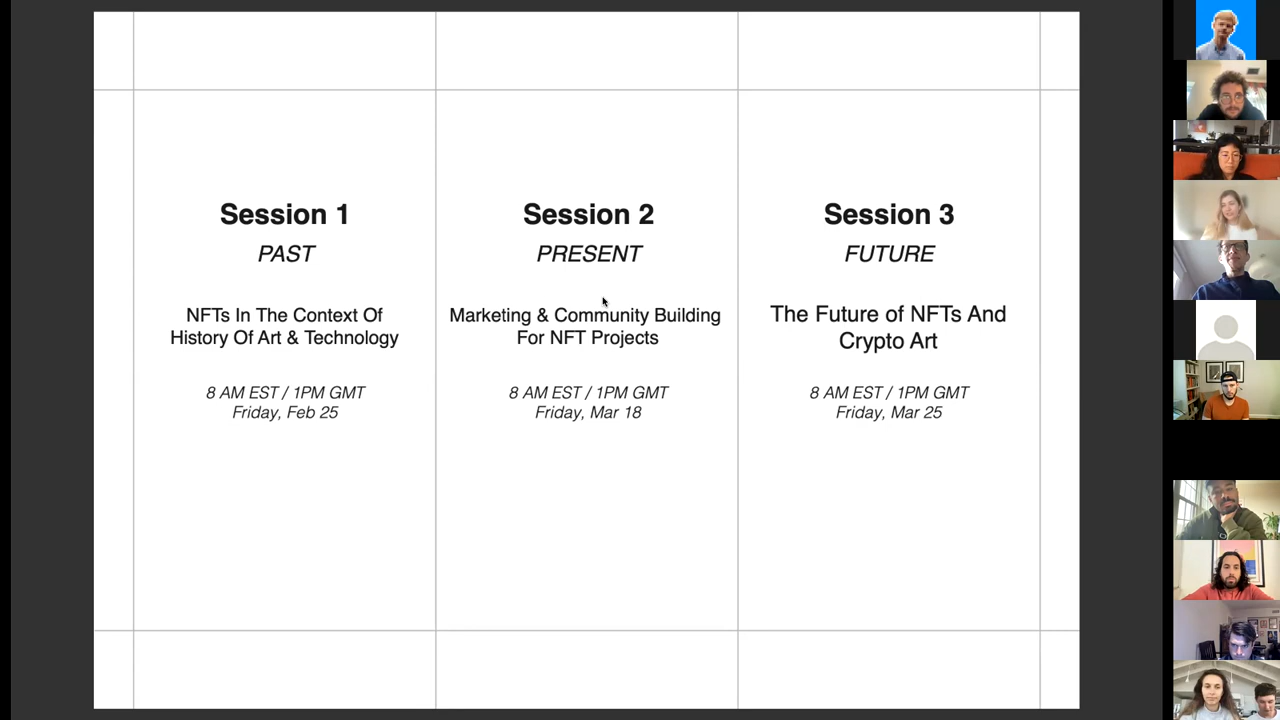 Session 1
PAST
NFTs In The Context Of
History Of Art & Technology
8 AM EST / 1PM GMT
Friday, Feb 25
Session 2
PRESENT
Marketing & Community Building
For NFT Projects
8 AM EST / 1PM GMT
Friday, Mar 18
Session 3
FUTURE
The Future of NFTs And
Crypto Art
8 AM EST / 1PM GMT
Friday, Mar 25